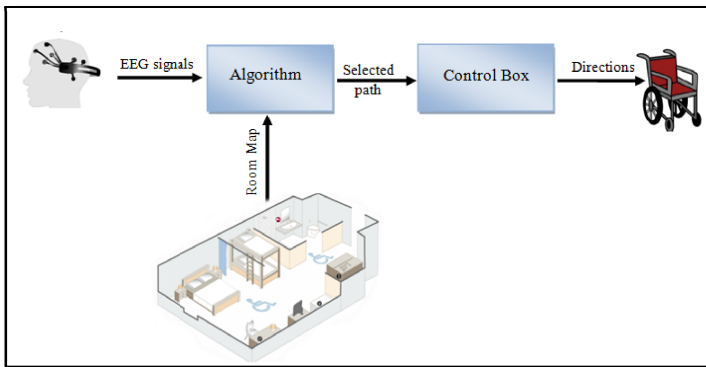 EEG signals
Algorithm
Selected
path
Control Box
Directions
Room Map